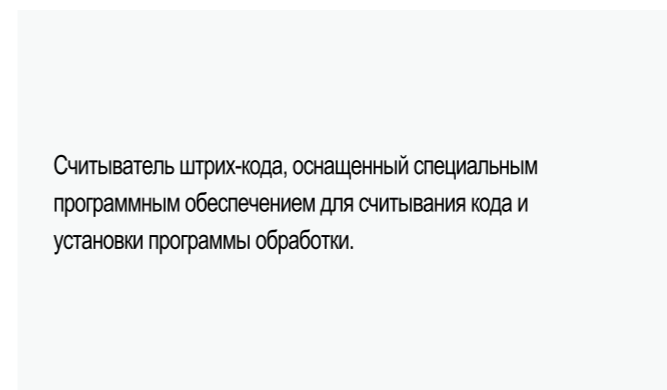 Считыватель штрих-кода, оснащенный специальным
программным обеспечением для считывания кода и
установки программы обработки.